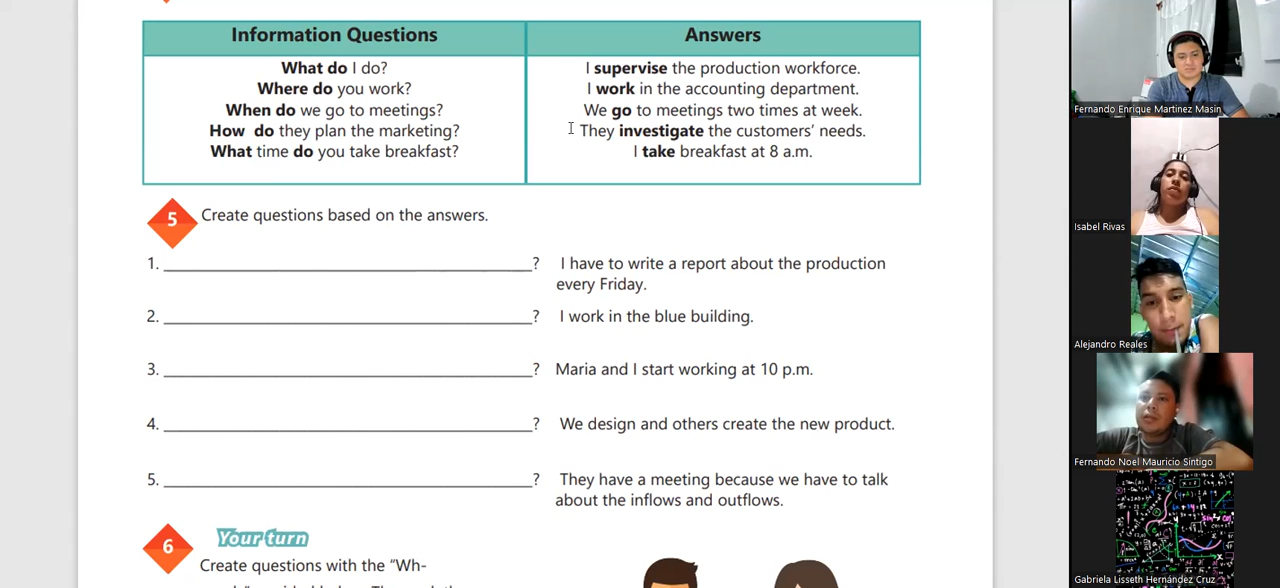 Information Questions
Answers
What do I do?
Where do you work?
When do we go to meetings?
How do they plan the marketing?
What time do you take breakfast?
I supervise the production workforce.
I work in the accounting department.
We go to meetings two times at week.
They investigate the customers' needs.
I take breakfast at 8 a.m.
5 Create questions based on the answers.
1. ________________________________________? I have to write a report about the production
every Friday.
2. ________________________________________? I work in the blue building.
3. ________________________________________? Maria and I start working at 10 p.m.
4. ________________________________________? We design and others create the new product.
5. ________________________________________? They have a meeting because we have to talk
about the inflows and outflows.
6 Your turn
Create questions with the "Wh-
Fernando Enrique Martinez Masin
Isabel Rivas
Alejandro Reales
Fernando Noel Mauricio Sintigo
Gabriela Lisseth Hernández Cruz